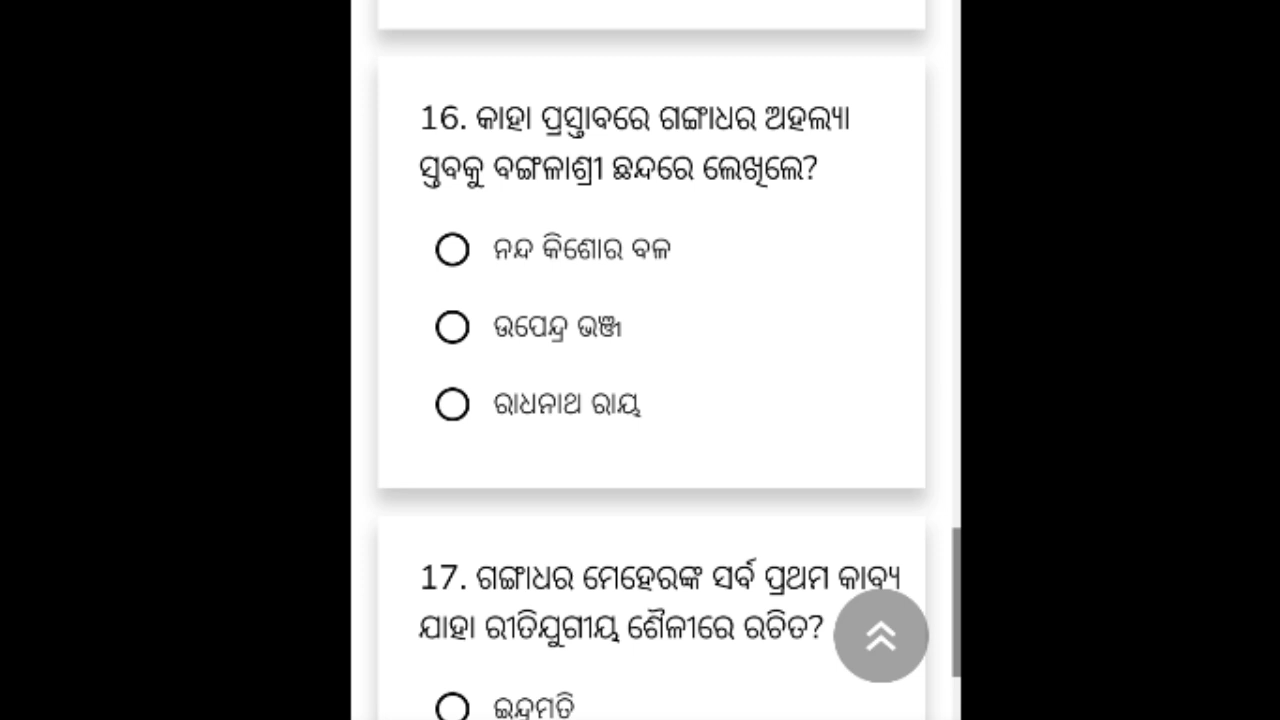 16. କାହା ପ୍ରସ୍ତାବରେ ଗଙ୍ଗାଧର ଅହଲ୍ୟା
ସ୍ତବକୁ ବଙ୍ଗଳାଶ୍ରୀ ଛନ୍ଦରେ ଲେଖିଲେ?
ନନ୍ଦ କିଶୋର ବଳ
ଉପେନ୍ଦ୍ର ଭଞ୍ଜ
ରାଧନାଥ ରାୟ
17. ଗଙ୍ଗାଧର ମେହେରଙ୍କ ସର୍ବ ପ୍ରଥମ କାବ୍ୟ
ଯାହା ରୀତିଯୁଗୀୟ ଶୈଳୀରେ ରଚିତ?
ଇନ୍ଦୁମତି